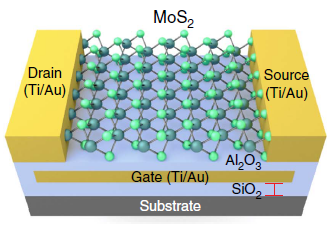 MoS₂
Drain
(Ti/Au)
Source
(Ti/Au)
Al₂O₃
Gate (Ti/Au)
SiO₂
Substrate